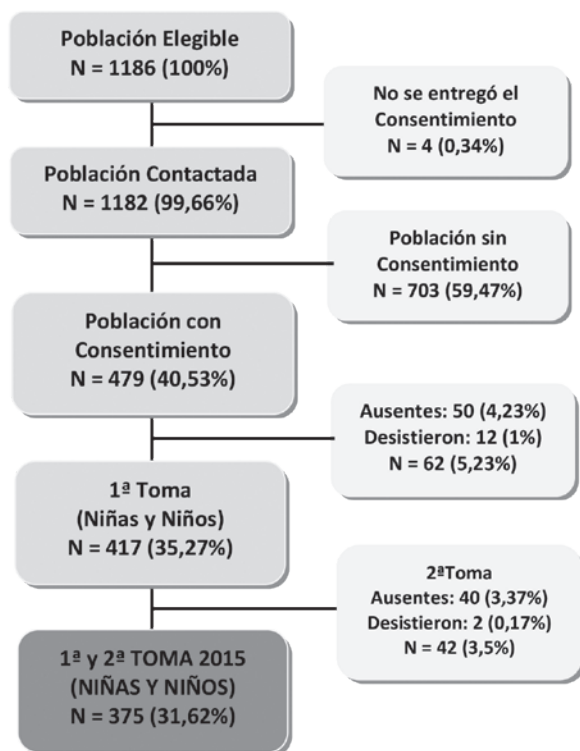 Población Elegible
N = 1186 (100%)
No se entregó el
Consentimiento
N = 4 (0,34%)
Población Contactada
N = 1182 (99,66%)
Población sin
Consentimiento
N = 703 (59,47%)
Población con
Consentimiento
N = 479 (40,53%)
Ausentes: 50 (4,23%)
Desistieron: 12 (1%)
N = 62 (5,23%)
1ª Toma
(Niñas y Niños)
N = 417 (35,27%)
2ªToma
Ausentes: 40 (3,37%)
Desistieron: 2 (0,17%)
N = 42 (3,5%)
1ª y 2ª TOMA 2015
(NIÑAS Y NIÑOS)
N = 375 (31,62%)